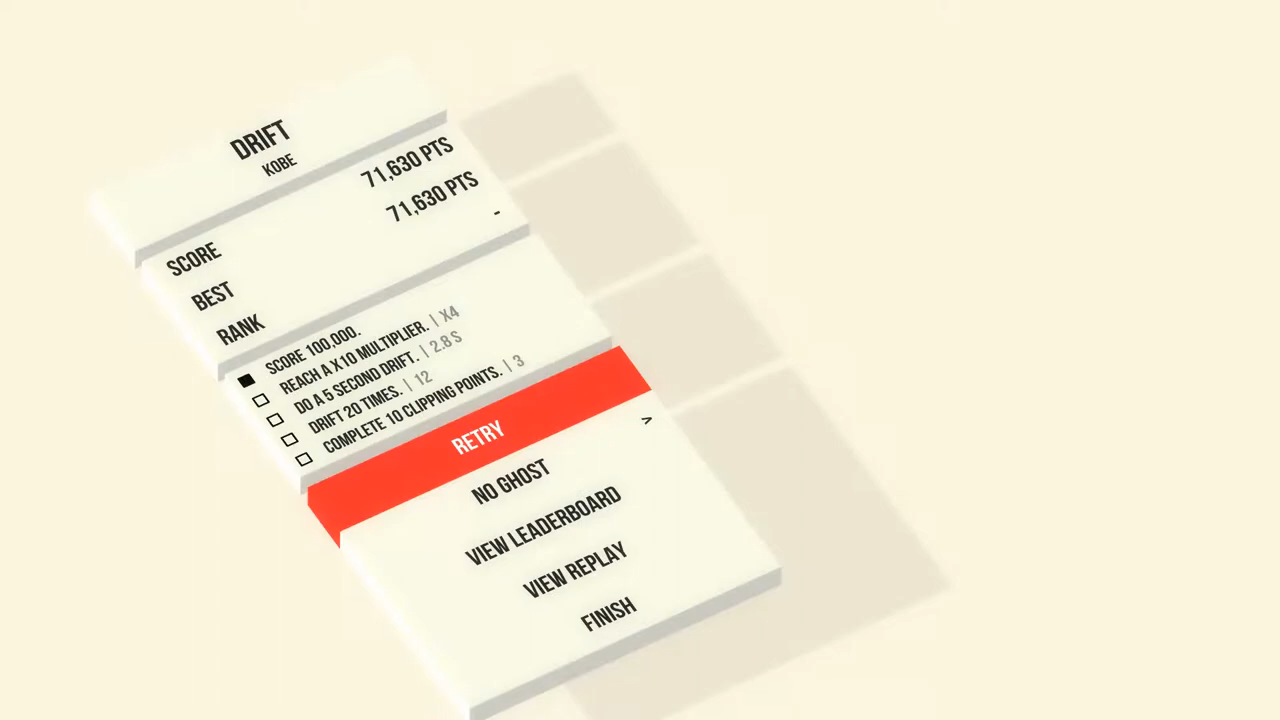 DRIFT
KOBE
SCORE 71,630 PTS
BEST 71,630 PTS
RANK -
SCORE 100,000.
REACH A X10 MULTIPLIER. | X4
DO A 5 SECOND DRIFT. | 2.8 S
DRIFT 20 TIMES. | 12
COMPLETE 10 CLIPPING POINTS. | 3
RETRY
NO GHOST >
VIEW LEADERBOARD
VIEW REPLAY
FINISH